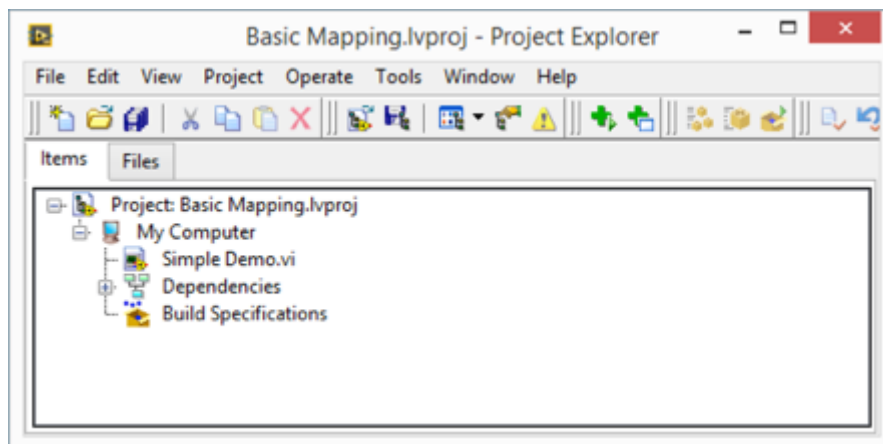 Basic Mapping.lvproj - Project Explorer
File Edit View Project Operate Tools Window Help
Items Files
Project: Basic Mapping.lvproj
My Computer
Simple Demo.vi
Dependencies
Build Specifications